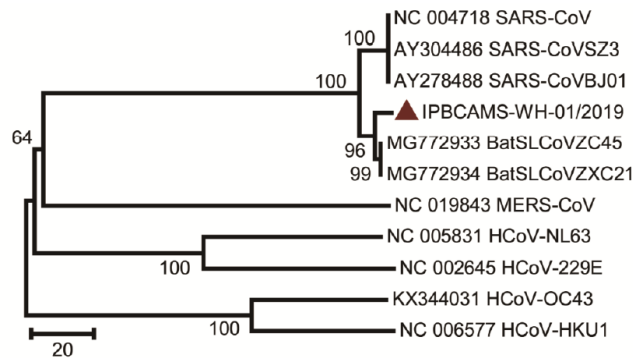 NC 004718 SARS-CoV
100
AY304486 SARS-CoVSZ3
100
AY278488 SARS-CoVBJ01
IPBCAMS-WH-01/2019
64
96
MG772933 BatSLCoVZC45
99
MG772934 BatSLCoVZXC21
NC 019843 MERS-CoV
NC 005831 HCoV-NL63
100
NC 002645 HCoV-229E
KX344031 HCoV-OC43
100
NC 006577 HCoV-HKU1
20